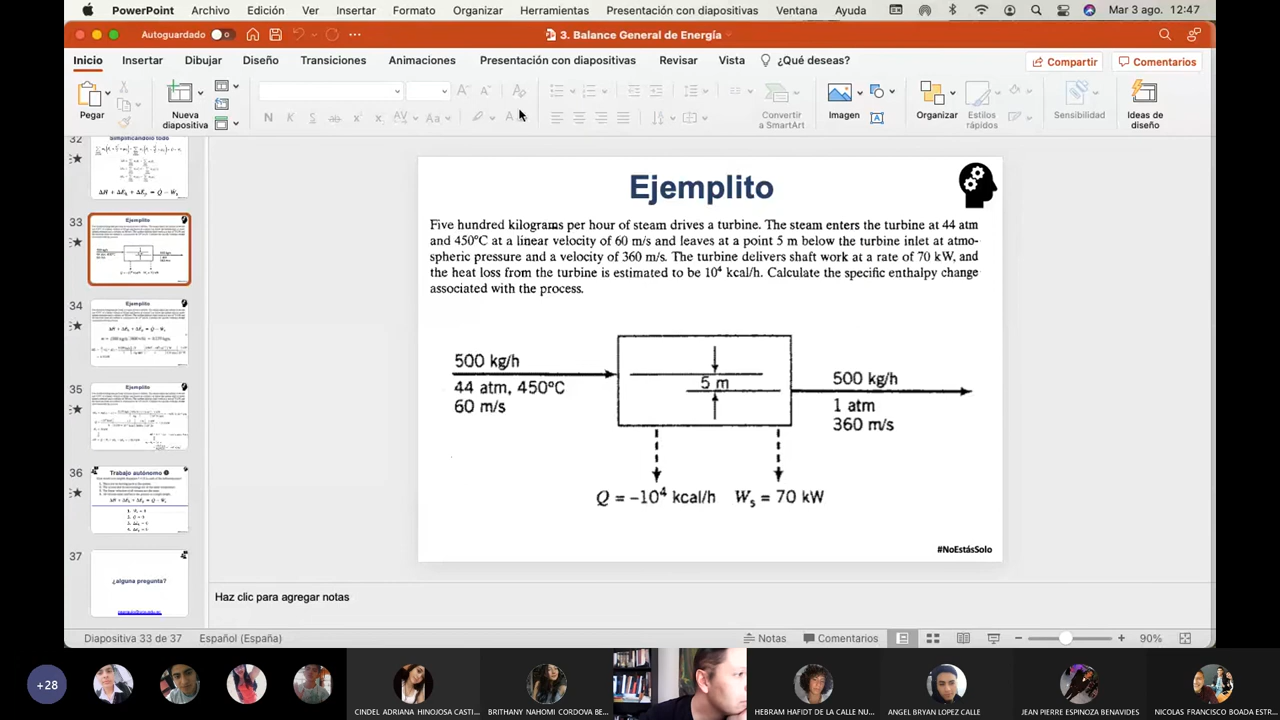 PowerPoint Archivo Edición Ver Insertar Formato Organizar Herramientas Presentación con diapositivas Ventana Ayuda Mar 3 ago. 12:47
Autoguardado 3. Balance General de Energía
Inicio Insertar Dibujar Diseño Transiciones Animaciones Presentación con diapositivas Revisar Vista ¿Qué deseas? Compartir Comentarios
Pegar
Nueva
diapositiva
Convertir
a SmartArt
Imagen
Organizar
Estilos
rápidos
Sensibilidad
Ideas de
diseño
32
Simplificándolo todo
33
Ejemplito
34
Ejemplito
35
Ejemplito
36
Trabajo autónomo
37
¿alguna pregunta?
Ejemplito
Five hundred kilograms per hour of steam drives a turbine. The steam enters the turbine at 44 atm
and 450°C at a linear velocity of 60 m/s and leaves at a point 5 m below the turbine inlet at atmo-
spheric pressure and a velocity of 360 m/s. The turbine delivers shaft work at a rate of 70 kW, and
the heat loss from the turbine is estimated to be 10⁴ kcal/h. Calculate the specific enthalpy change
associated with the process.
500 kg/h
44 atm, 450°C
60 m/s
5 m
500 kg/h
1 atm
360 m/s
Q = −10⁴ kcal/h Wₛ = 70 kW
#NoEstásSolo
Haz clic para agregar notas
Diapositiva 33 de 37 Español (España) Notas Comentarios 90%
+28
CINDEL ADRIANA HINOJOSA CASTI...
BRITHANY NAHOMI CORDOVA BE...
HEBRAM HAFIDT DE LA CALLE NU...
ANGEL BRYAN LOPEZ CALLE
JEAN PIERRE ESPINOZA BENAVIDES
NICOLAS FRANCISCO BOADA ESTR...